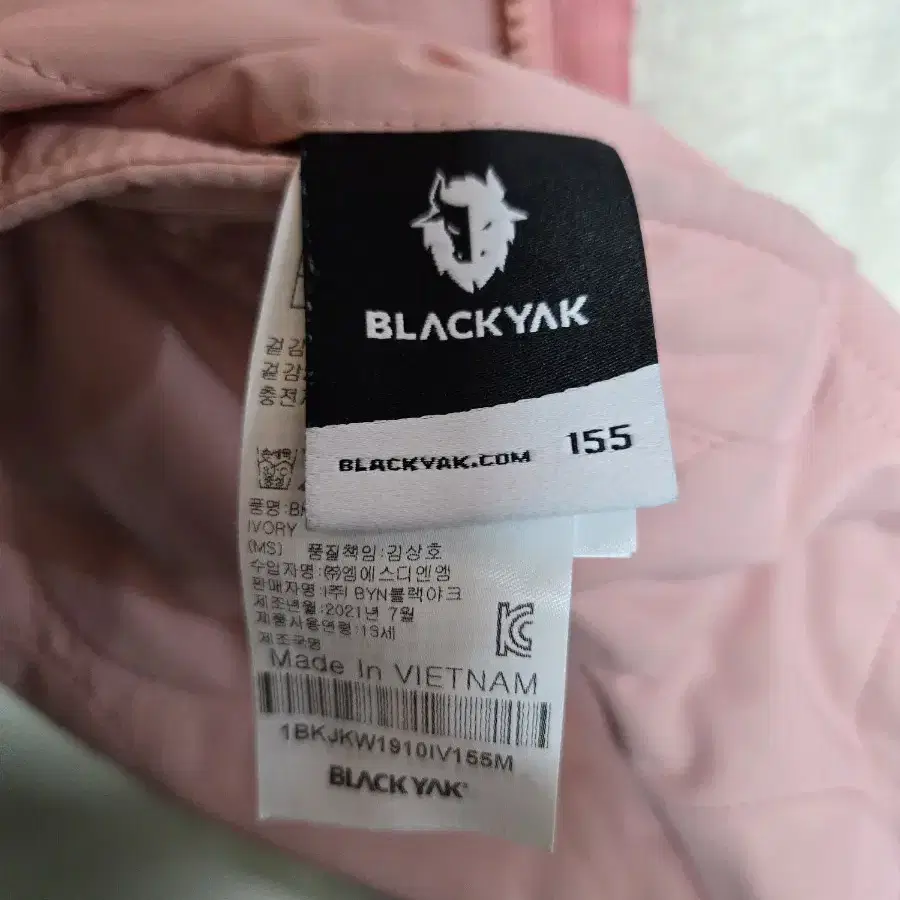 BLACKYAK
BLACKYAK.COM 155
겉감
겉감
충전
품명:B
IVORY
(MS) 품질책임:김상호
수입자명:㈜엠에스디엔엥
판매자명:(주) BYN블랙야크
제조년월:2021년 7월
제품사용연령:13세
제조국명
Made In VIETNAM
1BKJKW1910IV155M
BLACKYAK